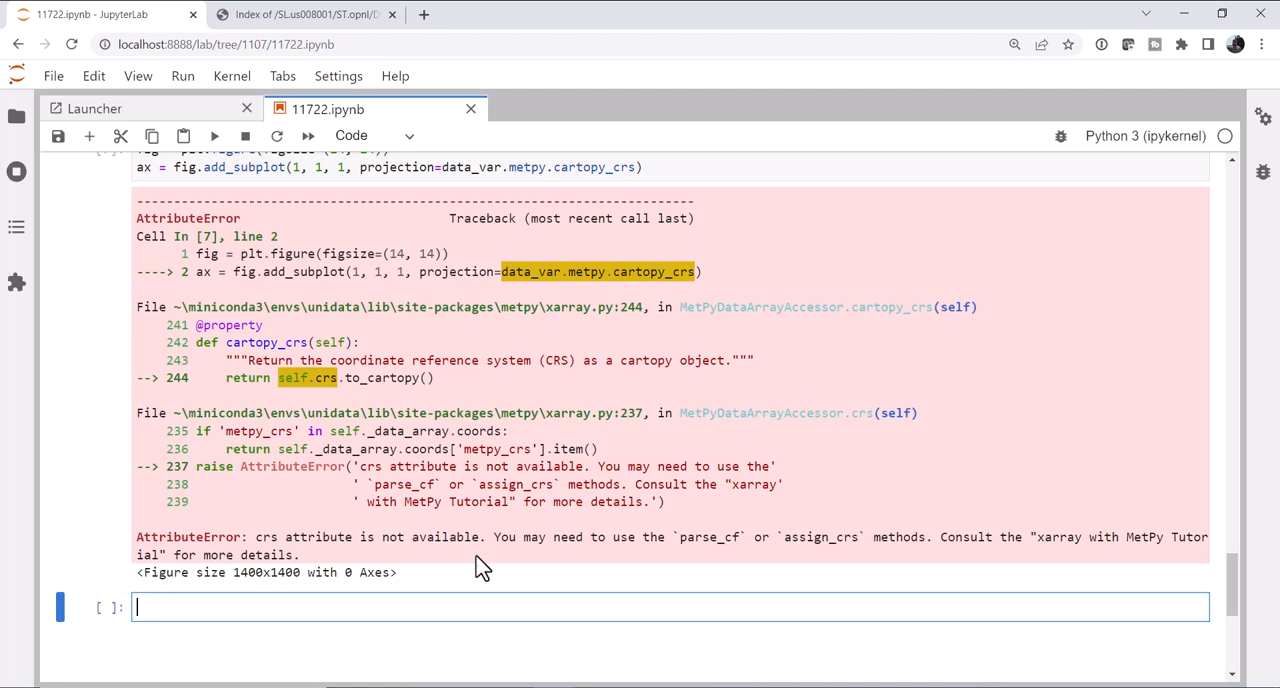 11722.ipynb - JupyterLab
Index of /SL.us008001/ST.opnl/D
localhost:8888/lab/tree/1107/11722.ipynb
File Edit View Run Kernel Tabs Settings Help
Launcher
11722.ipynb
Code
Python 3 (ipykernel)
ax = fig.add_subplot(1, 1, 1, projection=data_var.metpy.cartopy_crs)
---------------------------------------------------------------------------
AttributeError Traceback (most recent call last)
Cell In [7], line 2
1 fig = plt.figure(figsize=(14, 14))
----> 2 ax = fig.add_subplot(1, 1, 1, projection=data_var.metpy.cartopy_crs)
File ~\miniconda3\envs\unidata\lib\site-packages\metpy\xarray.py:244, in MetPyDataArrayAccessor.cartopy_crs(self)
241 @property
242 def cartopy_crs(self):
243 """Return the coordinate reference system (CRS) as a cartopy object."""
--> 244 return self.crs.to_cartopy()
File ~\miniconda3\envs\unidata\lib\site-packages\metpy\xarray.py:237, in MetPyDataArrayAccessor.crs(self)
235 if 'metpy_crs' in self._data_array.coords:
236 return self._data_array.coords['metpy_crs'].item()
--> 237 raise AttributeError('crs attribute is not available. You may need to use the'
238 ' `parse_cf` or `assign_crs` methods. Consult the "xarray'
239 ' with MetPy Tutorial" for more details.')
AttributeError: crs attribute is not available. You may need to use the `parse_cf` or `assign_crs` methods. Consult the "xarray with MetPy Tutor
ial" for more details.
<Figure size 1400x1400 with 0 Axes>
[ ]: